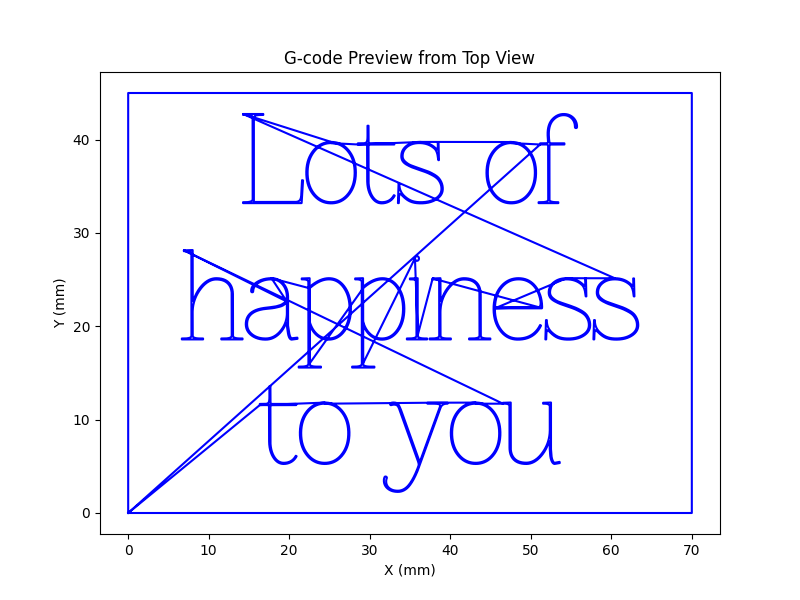 G-code Preview from Top View
Y (mm)
40
30
20
10
0
Lots of
happiness
to you
0 10 20 30 40 50 60 70
X (mm)